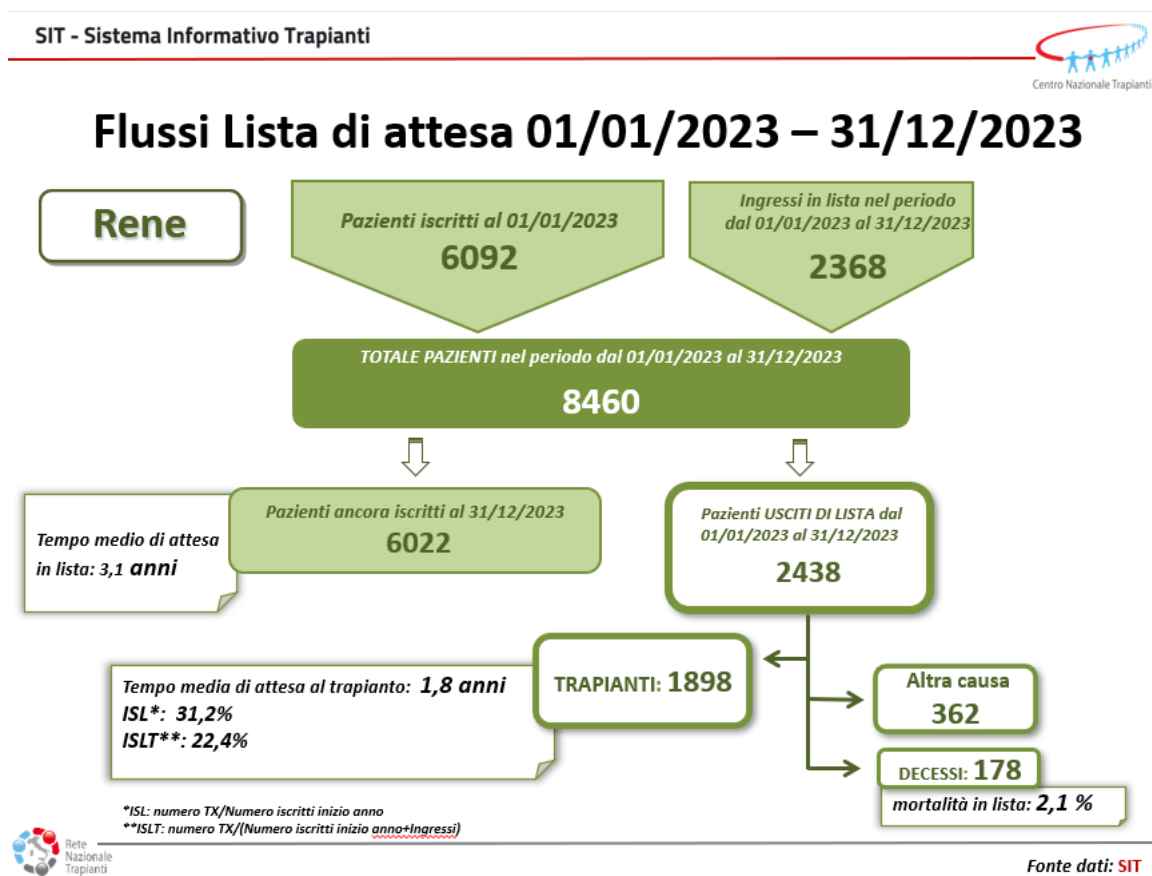 SIT - Sistema Informativo Trapianti
Centro Nazionale Trapianti
Flussi Lista di attesa 01/01/2023 – 31/12/2023
Rene
Pazienti iscritti al 01/01/2023
6092
Ingressi in lista nel periodo
dal 01/01/2023 al 31/12/2023
2368
TOTALE PAZIENTI nel periodo dal 01/01/2023 al 31/12/2023
8460
Tempo medio di attesa
in lista: 3,1 anni
Pazienti ancora iscritti al 31/12/2023
6022
Pazienti USCITI DI LISTA dal
01/01/2023 al 31/12/2023
2438
Tempo media di attesa al trapianto: 1,8 anni
ISL*: 31,2%
ISLT**: 22,4%
TRAPIANTI: 1898
Altra causa
362
DECESSI: 178
mortalità in lista: 2,1 %
*ISL: numero TX/Numero iscritti inizio anno
**ISLT: numero TX/(Numero iscritti inizio anno+Ingressi)
Rete
Nazionale
Trapianti
Fonte dati: SIT